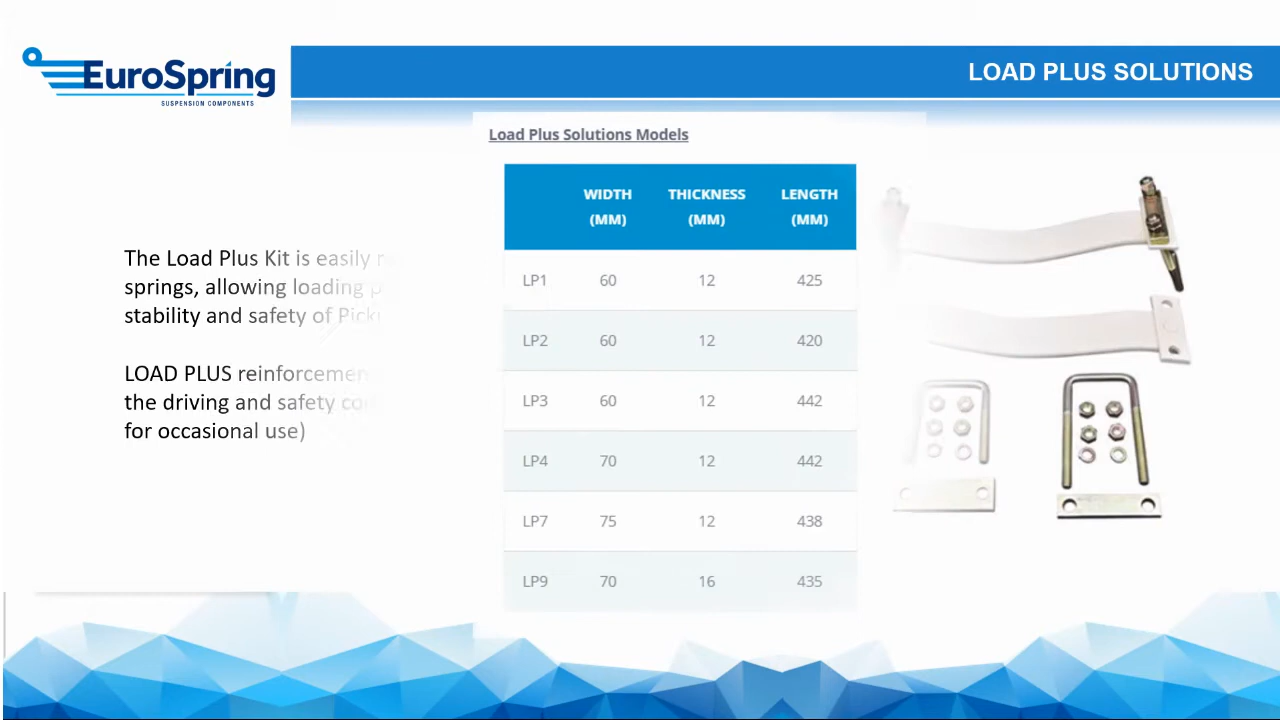 EuroSpring
SUSPENSION COMPONENTS
LOAD PLUS SOLUTIONS
Load Plus Solutions Models
WIDTH (MM) THICKNESS (MM) LENGTH (MM)
LP1 60 12 425
LP2 60 12 420
LP3 60 12 442
LP4 70 12 442
LP7 75 12 438
LP9 70 16 435
The Load Plus Kit is easily
springs, allowing loading
stability and safety of
LOAD PLUS
the driving and safety
for occasional use)